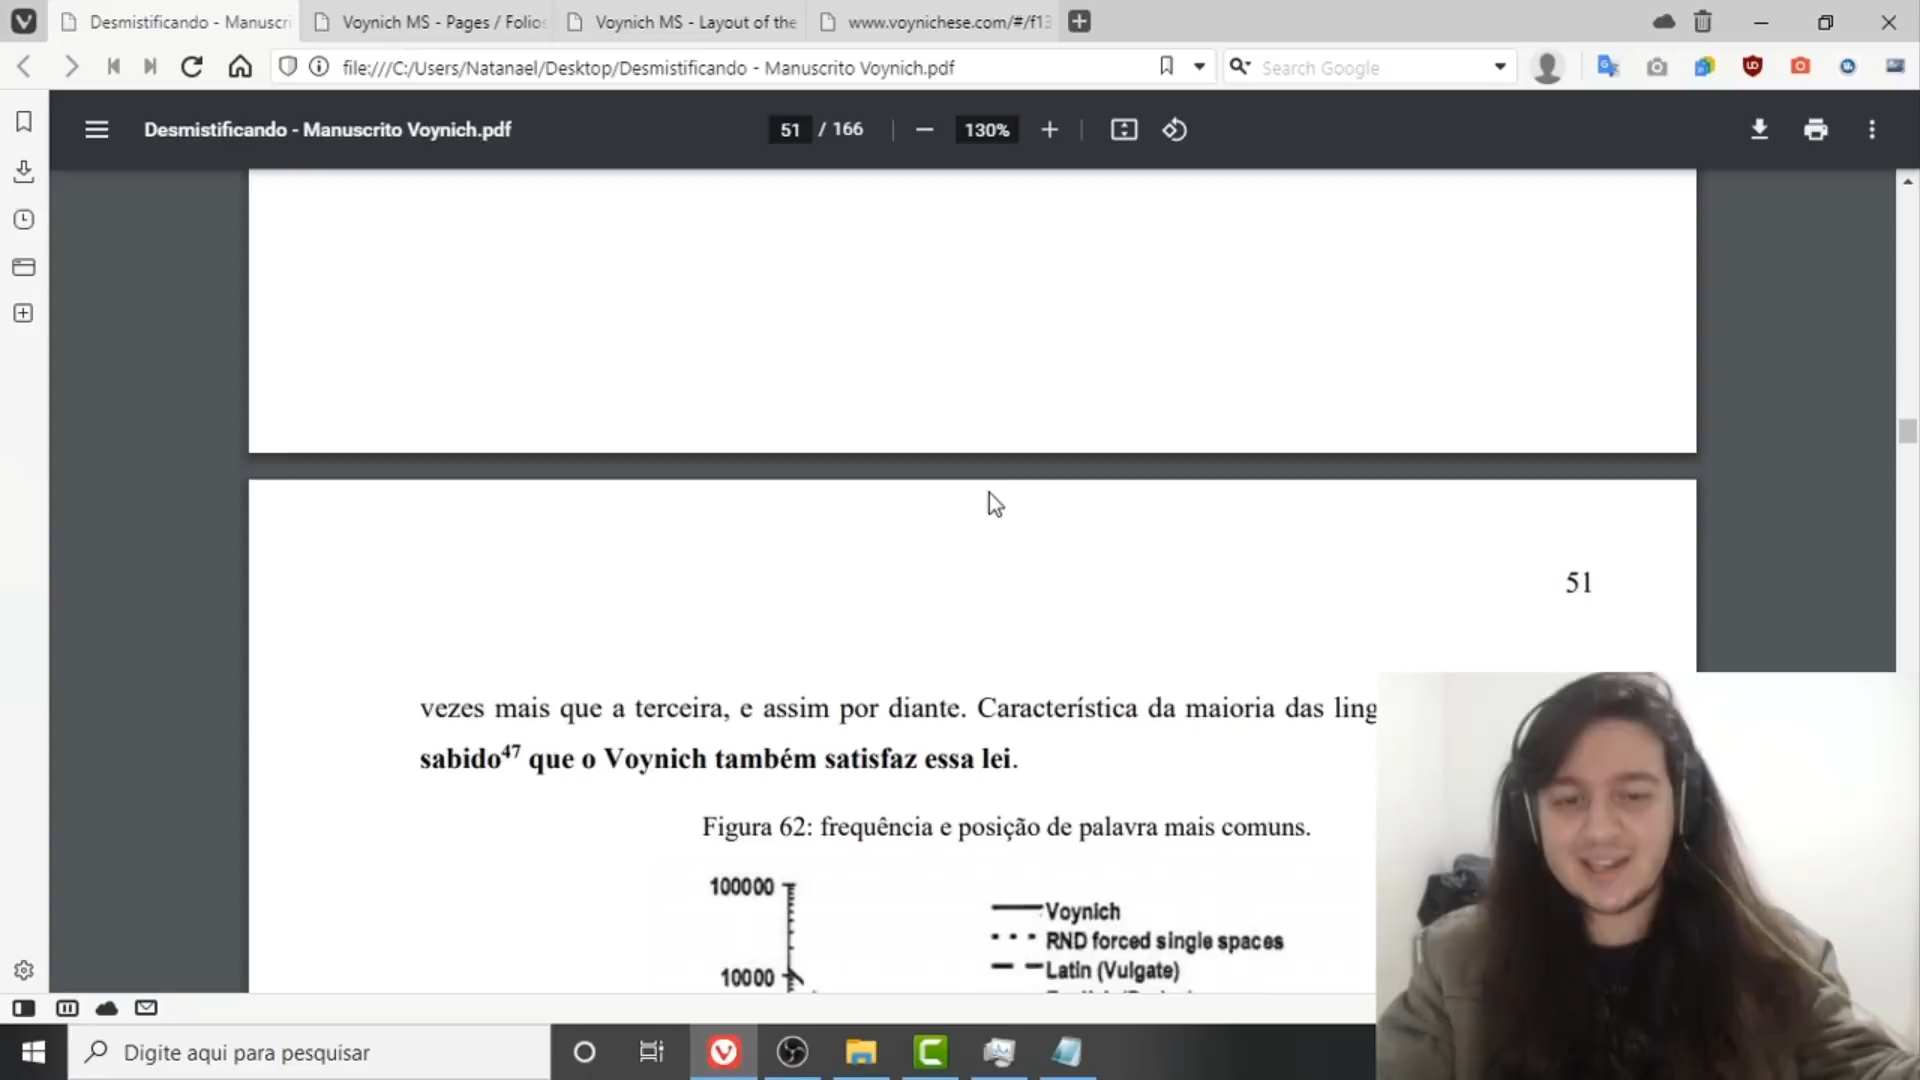 Desmistificando - Manuscri
Voynich MS - Pages / Folios
Voynich MS - Layout of the
www.voynichese.com/#/f13
file:///C:/Users/Natanael/Desktop/Desmistificando - Manuscrito Voynich.pdf
Search Google
Desmistificando - Manuscrito Voynich.pdf
51 / 166
130%
51
vezes mais que a terceira, e assim por diante. Característica da maioria das ling
sabido47 que o Voynich também satisfaz essa lei.
Figura 62: frequência e posição de palavra mais comuns.
100000
Voynich
RND forced single spaces
Latin (Vulgate)
10000
Digite aqui para pesquisar